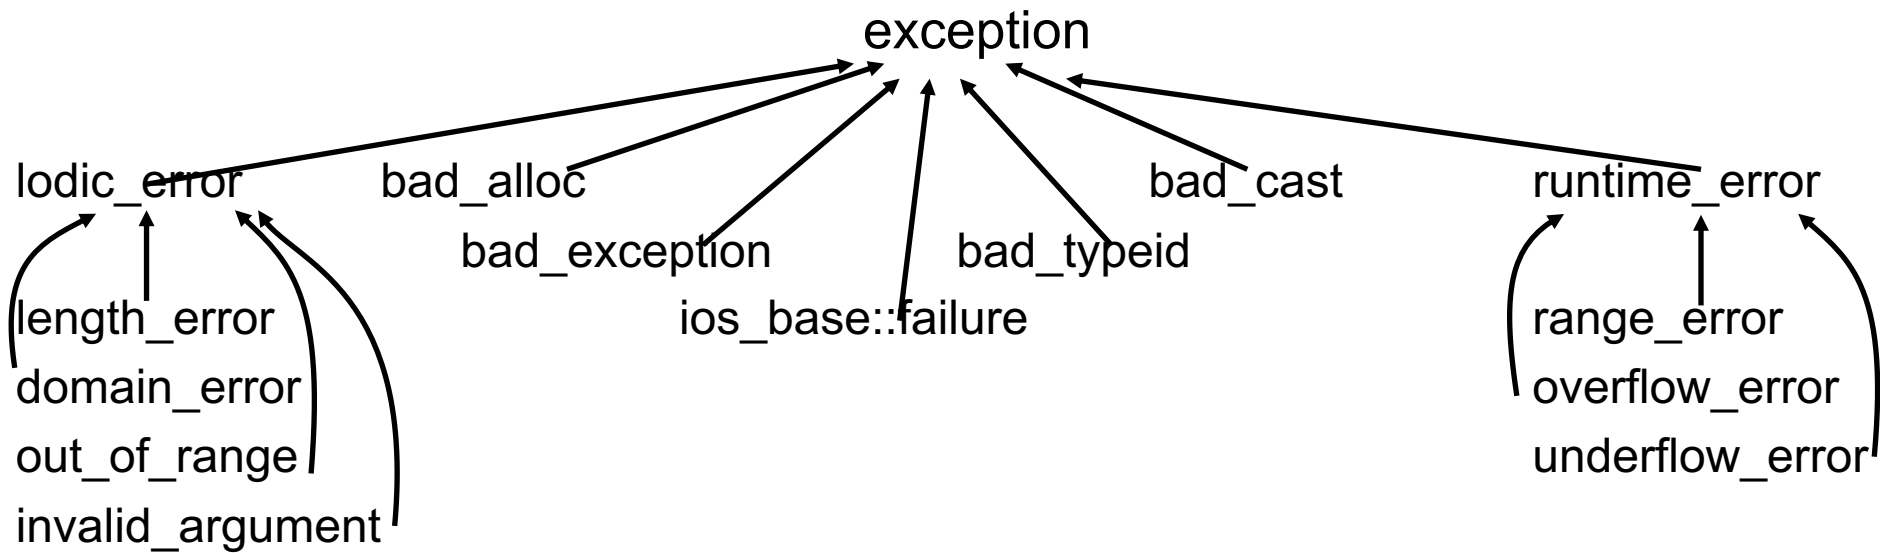 exception
lodic_error bad_alloc bad_cast runtime_error
bad_exception bad_typeid
length_error ios_base::failure range_error
domain_error overflow_error
out_of_range underflow_error
invalid_argument